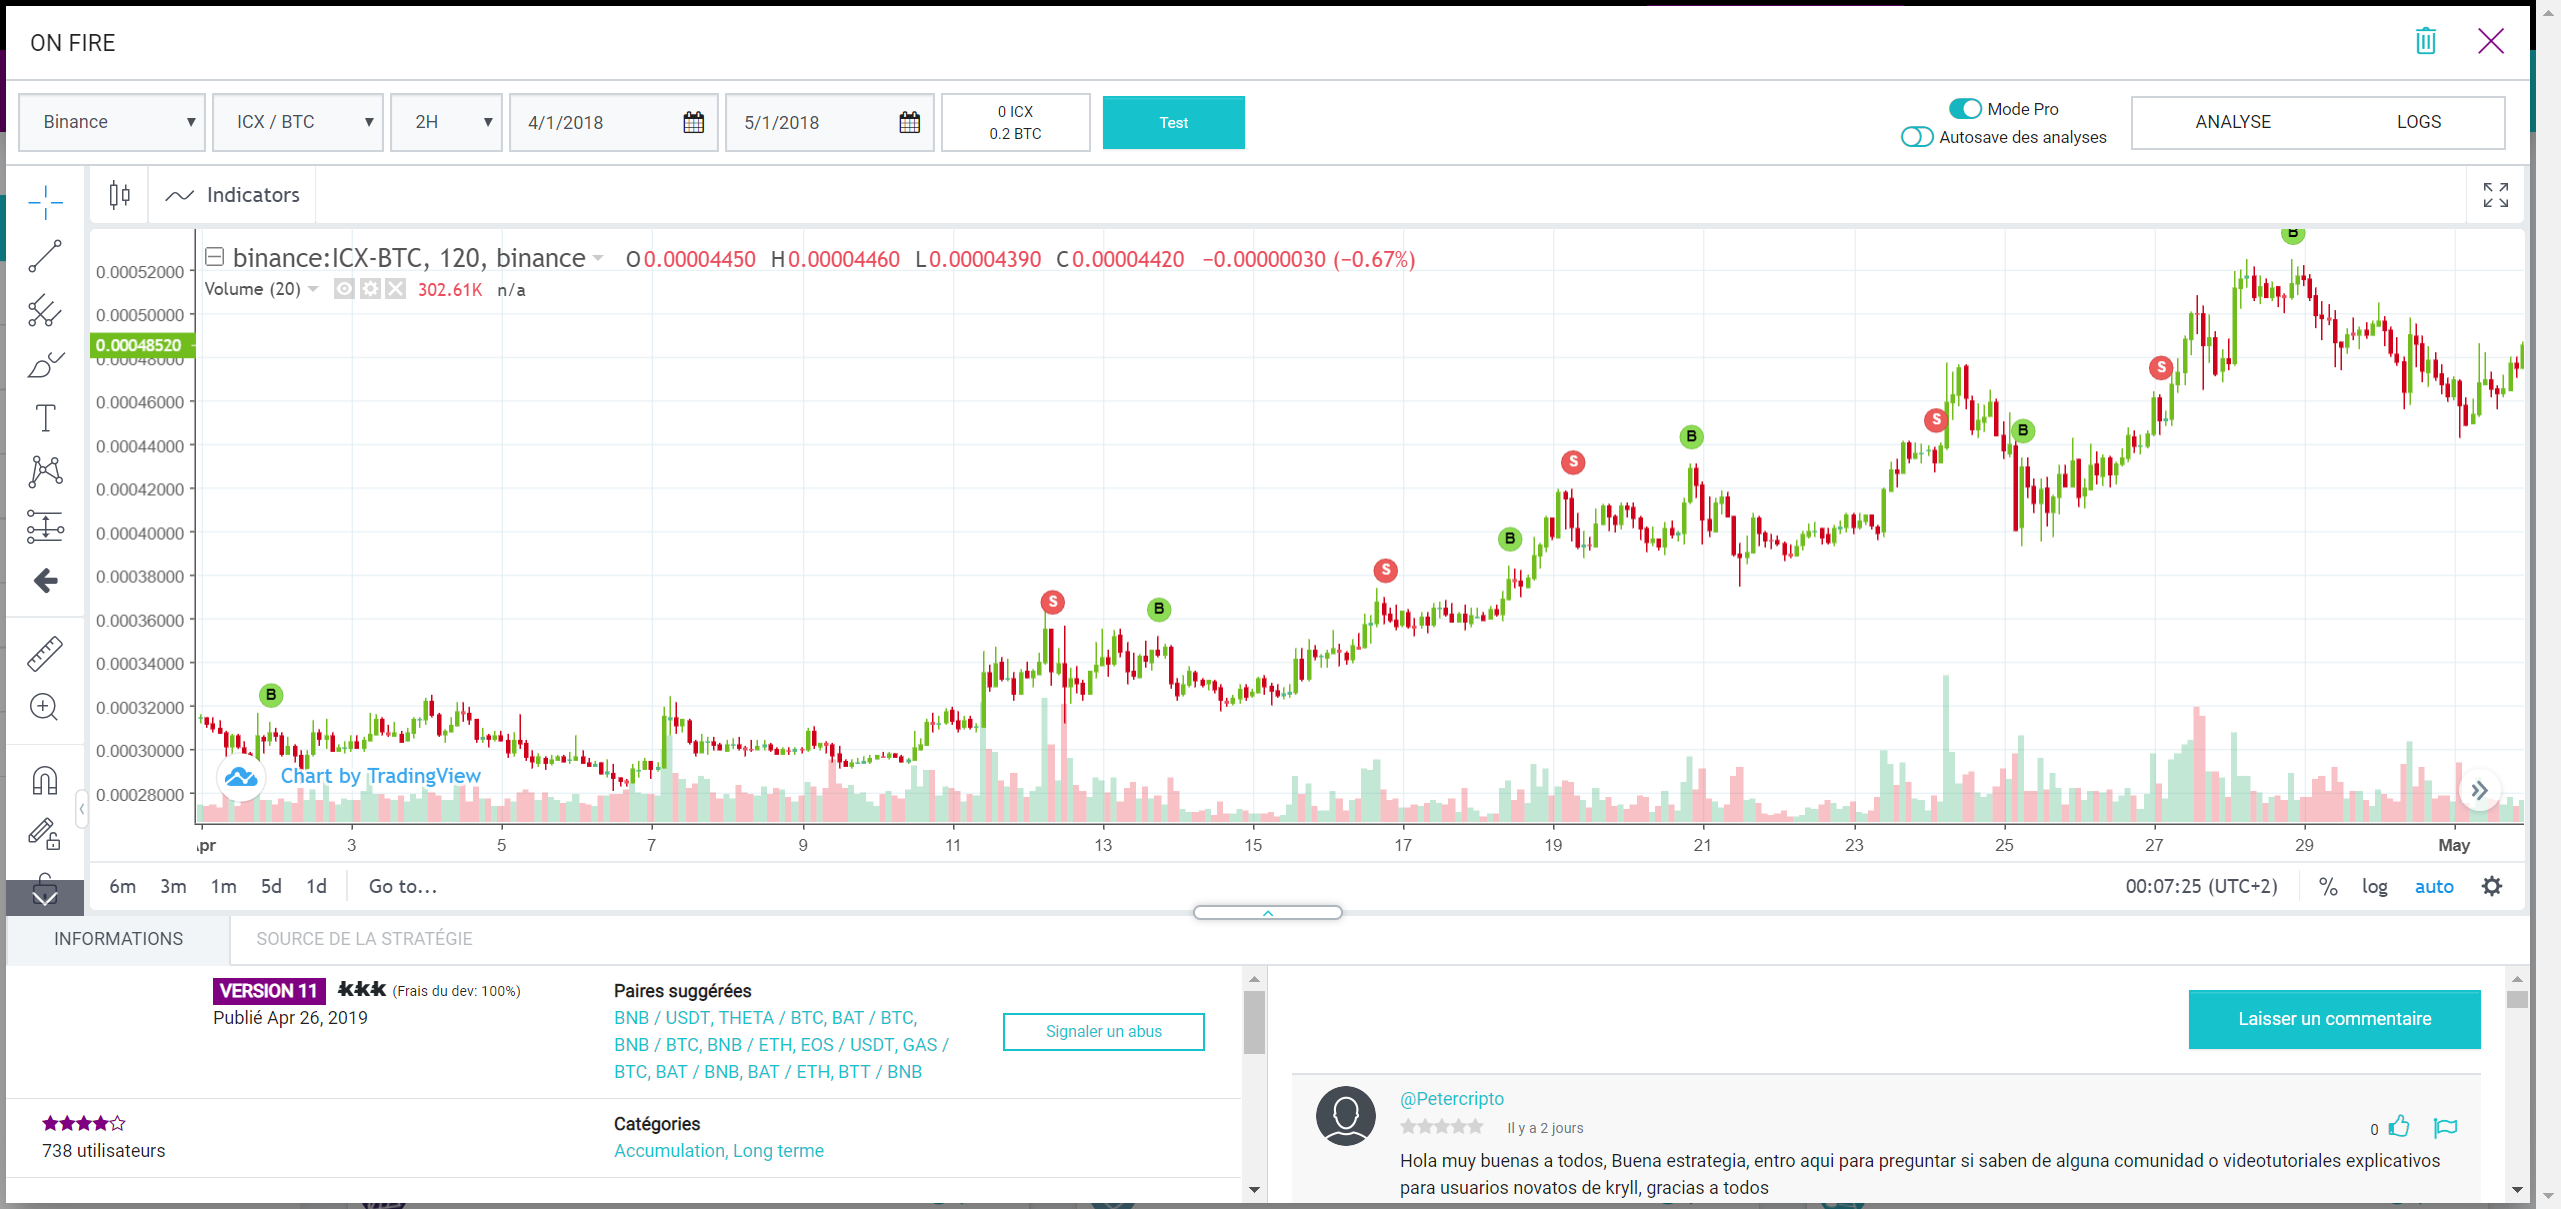 ON FIRE
Binance
ICX / BTC
2H
4/1/2018
5/1/2018
0 ICX
0.2 BTC
Test
Mode Pro
Autosave des analyses
ANALYSE
LOGS
Indicators
binance:ICX-BTC, 120, binance
O0.00004450 H0.00004460 L0.00004390 C0.00004420 −0.00000030 (−0.67%)
Volume (20)
302.61K n/a
0.00052000
0.00050000
0.00048520
0.00048000
0.00046000
0.00044000
0.00042000
0.00040000
0.00038000
0.00036000
0.00034000
0.00032000
0.00030000
0.00028000
B
S
B
S
B
S
B
S
B
S
B
Chart by TradingView
3 5 7 9 11 13 15 17 19 21 23 25 27 29 May
6m 3m 1m 5d 1d Go to...
00:07:25 (UTC+2) % log auto
INFORMATIONS
SOURCE DE LA STRATÉGIE
VERSION 11 kkk (Frais du dev: 100%)
Publié Apr 26, 2019
Paires suggérées
BNB / USDT, THETA / BTC, BAT / BTC,
BNB / BTC, BNB / ETH, EOS / USDT, GAS /
BTC, BAT / BNB, BAT / ETH, BTT / BNB
Signaler un abus
738 utilisateurs
Catégories
Accumulation, Long terme
Laisser un commentaire
@Petercripto
Il y a 2 jours
0
Hola muy buenas a todos, Buena estrategia, entro aqui para preguntar si saben de alguna comunidad o videotutoriales explicativos
para usuarios novatos de kryll, gracias a todos